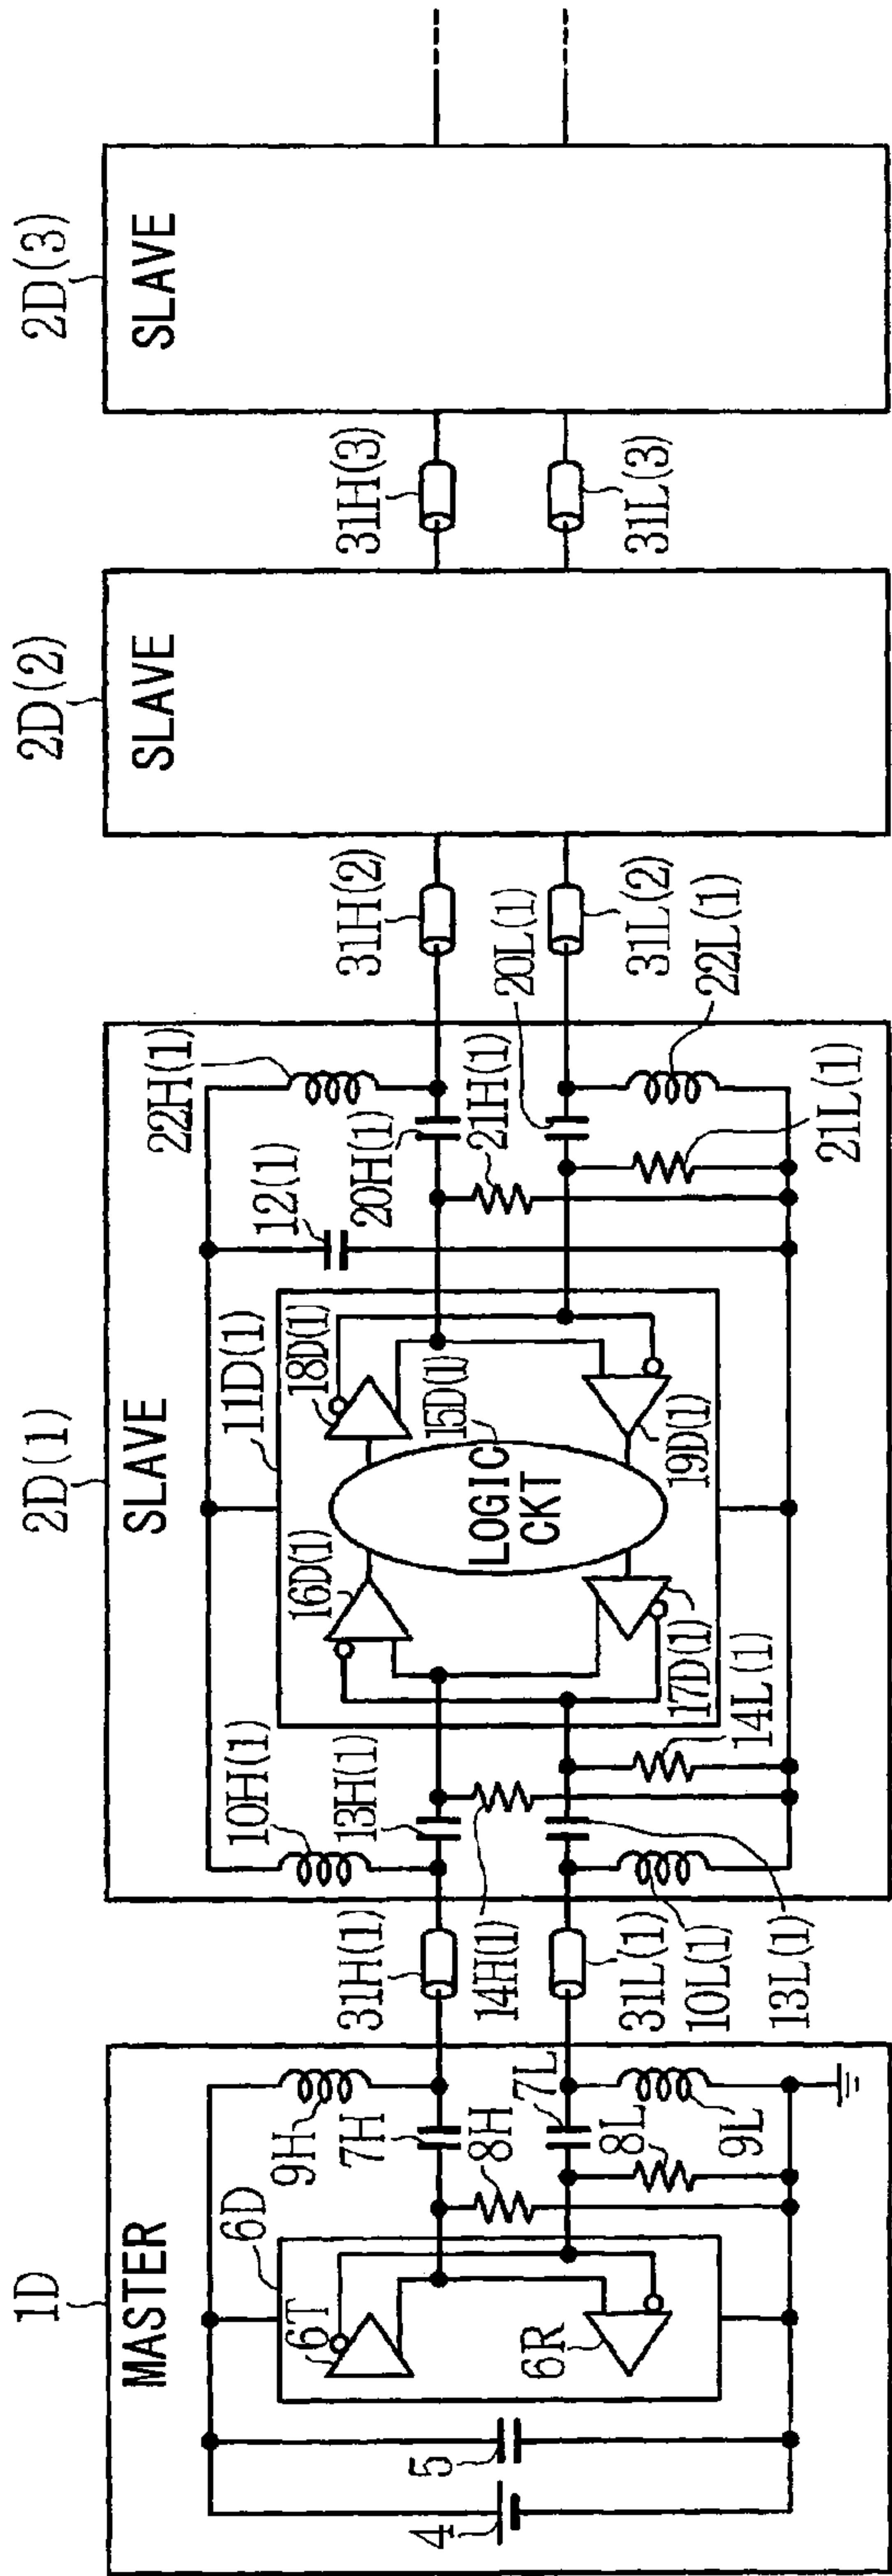 1D
MASTER
4
5
6D
6T
6R
9H
7H
8H
7L
8L
9L
31H(1)
14H(1)
31L(1)
10L(1)
13L(1)
2D(1)
SLAVE
10H(1)
13H(1)
11D(1)
16D(1)
18D(1)
15D(1)
LOGIC
CKT
17D(1)
19D(1)
14L(1)
12(1)
22H(1)
20H(1)
21H(1)
20L(1)
22L(1)
21L(1)
31H(2)
31L(2)
2D(2)
SLAVE
31H(3)
31L(3)
2D(3)
SLAVE